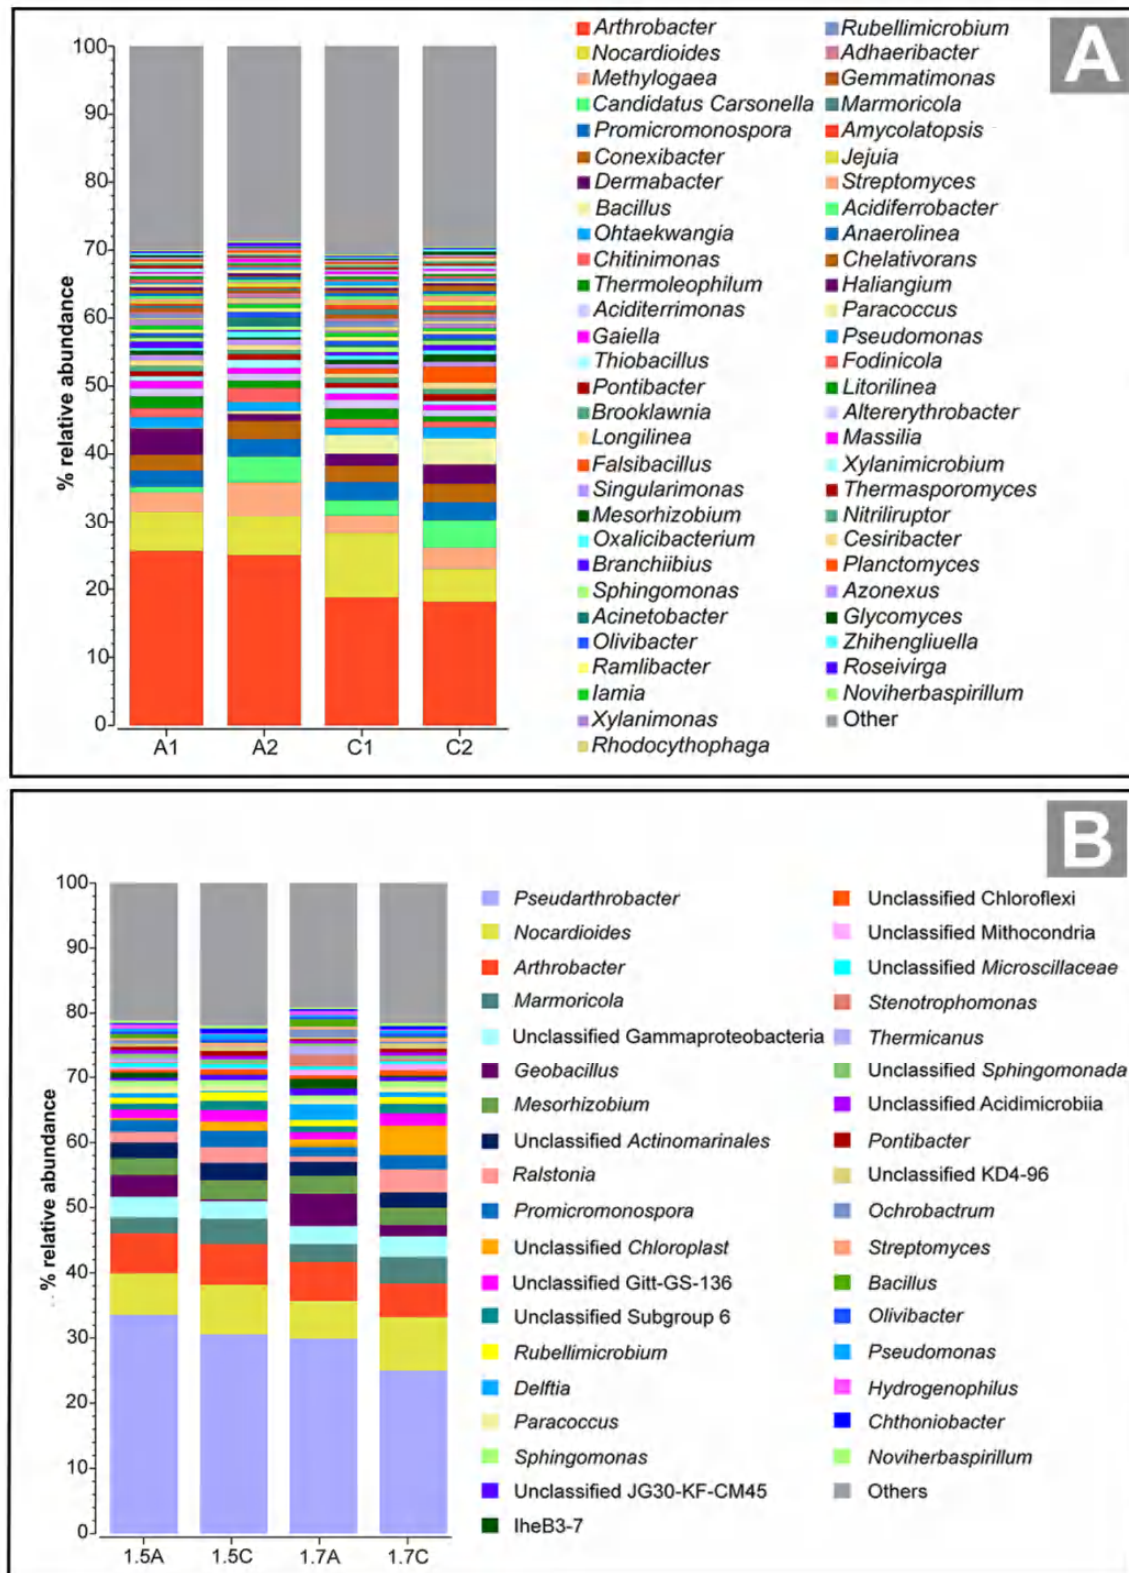 A
100
90
80
70
60
50
40
30
20
10
0
% relative abundance
A1 A2 C1 C2
Arthrobacter
Nocardioides
Methylogaea
Candidatus Carsonella
Promicromonospora
Conexibacter
Dermabacter
Bacillus
Ohtaekwangia
Chitinimonas
Thermoleophilum
Aciditerrimonas
Gaiella
Thiobacillus
Pontibacter
Brooklawnia
Longilinea
Falsibacillus
Singularimonas
Mesorhizobium
Oxalicibacterium
Branchiibius
Sphingomonas
Acinetobacter
Olivibacter
Ramlibacter
Iamia
Xylanimonas
Rhodocythophaga
Rubellimicrobium
Adhaeribacter
Gemmatimonas
Marmoricola
Amycolatopsis
Jejuia
Streptomyces
Acidiferrobacter
Anaerolinea
Chelativorans
Haliangium
Paracoccus
Pseudomonas
Fodinicola
Litorilinea
Altererythrobacter
Massilia
Xylanimicrobium
Thermasporomyces
Nitriliruptor
Cesiribacter
Planctomyces
Azonexus
Glycomyces
Zhihengliuella
Roseivirga
Noviherbaspirillum
Other
B
100
90
80
70
60
50
40
30
20
10
0
% relative abundance
1.5A 1.5C 1.7A 1.7C
Pseudarthrobacter
Nocardioides
Arthrobacter
Marmoricola
Unclassified Gammaproteobacteria
Geobacillus
Mesorhizobium
Unclassified Actinomarinales
Ralstonia
Promicromonospora
Unclassified Chloroplast
Unclassified Gitt-GS-136
Unclassified Subgroup 6
Rubellimicrobium
Delftia
Paracoccus
Sphingomonas
Unclassified JG30-KF-CM45
IheB3-7
Unclassified Chloroflexi
Unclassified Mithocondria
Unclassified Microscillaceae
Stenotrophomonas
Thermicanus
Unclassified Sphingomonada
Unclassified Acidimicrobiia
Pontibacter
Unclassified KD4-96
Ochrobactrum
Streptomyces
Bacillus
Olivibacter
Pseudomonas
Hydrogenophilus
Chthoniobacter
Noviherbaspirillum
Others